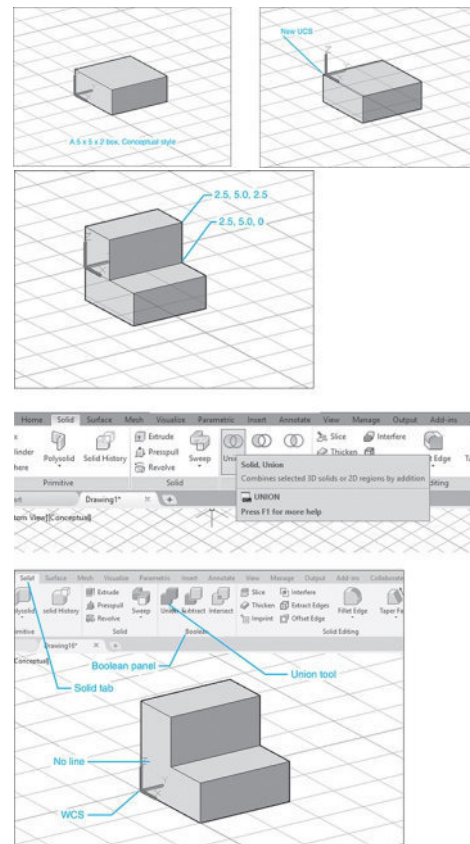 A 5 x 5 x 2 box, Conceptual style
New UCS
2.5, 5.0, 2.5
2.5, 5.0, 0
Home Solid Surface Mesh Visualize Parametric Insert Annotate View Manage Output Add-ins
Polysolid Solid History Extrude Presspull Revolve Sweep Slice Interfere
Thicken
Edge
Primitive Solid
Solid, Union
Combines selected 3D solids or 2D regions by addition
UNION
Press F1 for more help
Drawing1*
tom View][Conceptual]
Solid Surface Mesh Visualize Parametric Insert Annotate View Manage Output Add-ins Collaborate
solid History Extrude Presspull Revolve Sweep Union Subtract Intersect Slice Interfere
Thicken Extract Edges
Imprint Offset Edge
Fillet Edge
Solid Boolean Solid Editing
Boolean panel
Union tool
Solid tab
No line
WCS